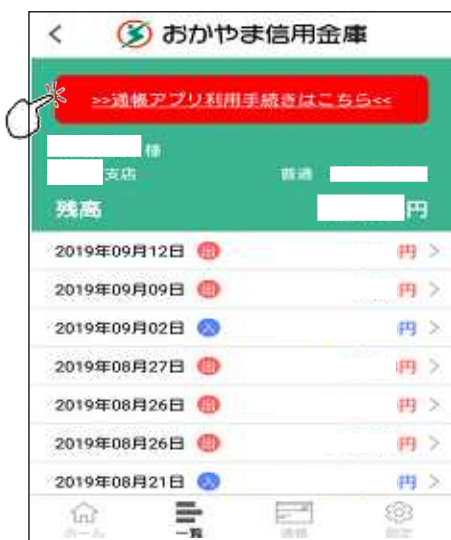 おかやま信用金庫
>>通帳アプリ利用手続きはこちら<<
様
支店 普通
残高 円
2019年09月12日 出 円
2019年09月09日 出 円
2019年09月02日 入 円
2019年08月27日 出 円
2019年08月26日 出 円
2019年08月26日 出 円
2019年08月21日 入 円
ホーム 一覧 通帳 設定